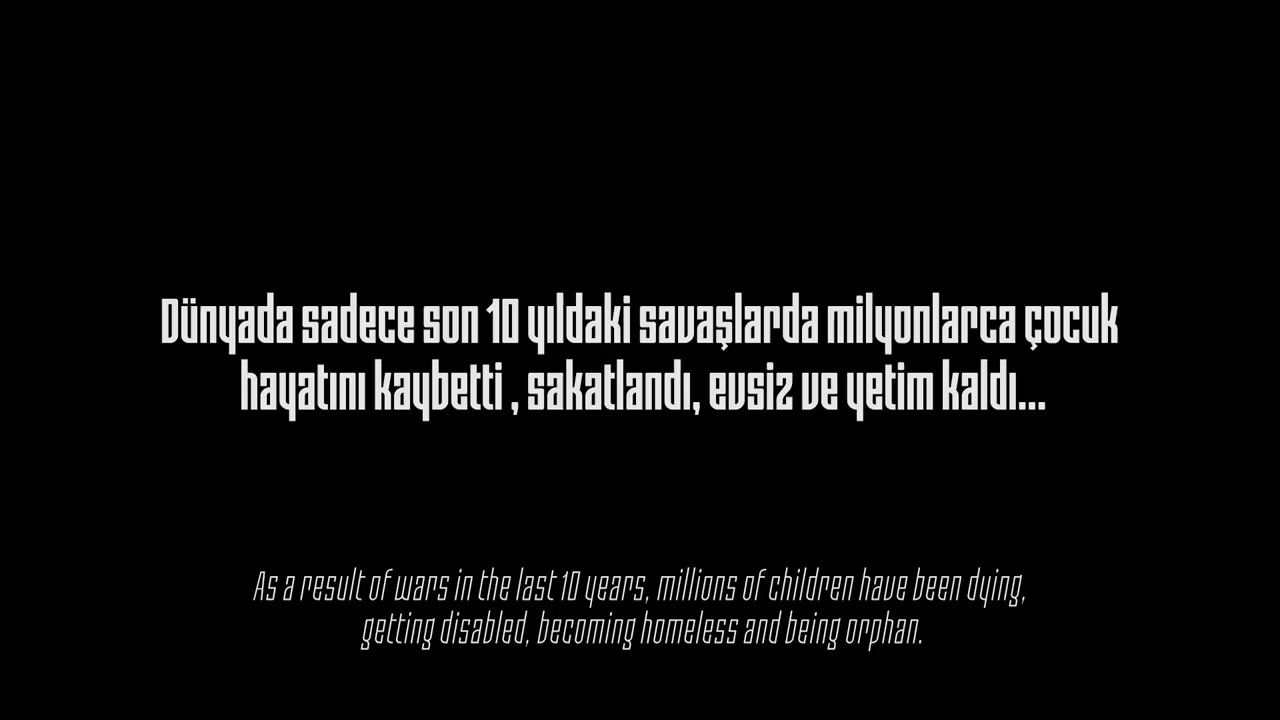 Dünyada sadece son 10 yıldaki savaşlarda milyonlarca çocuk
hayatını kaybetti , sakatlandı, evsiz ve yetim kaldı...
As a result of wars in the last 10 years, millions of children have been dying,
getting disabled, becoming homeless and being orphan.